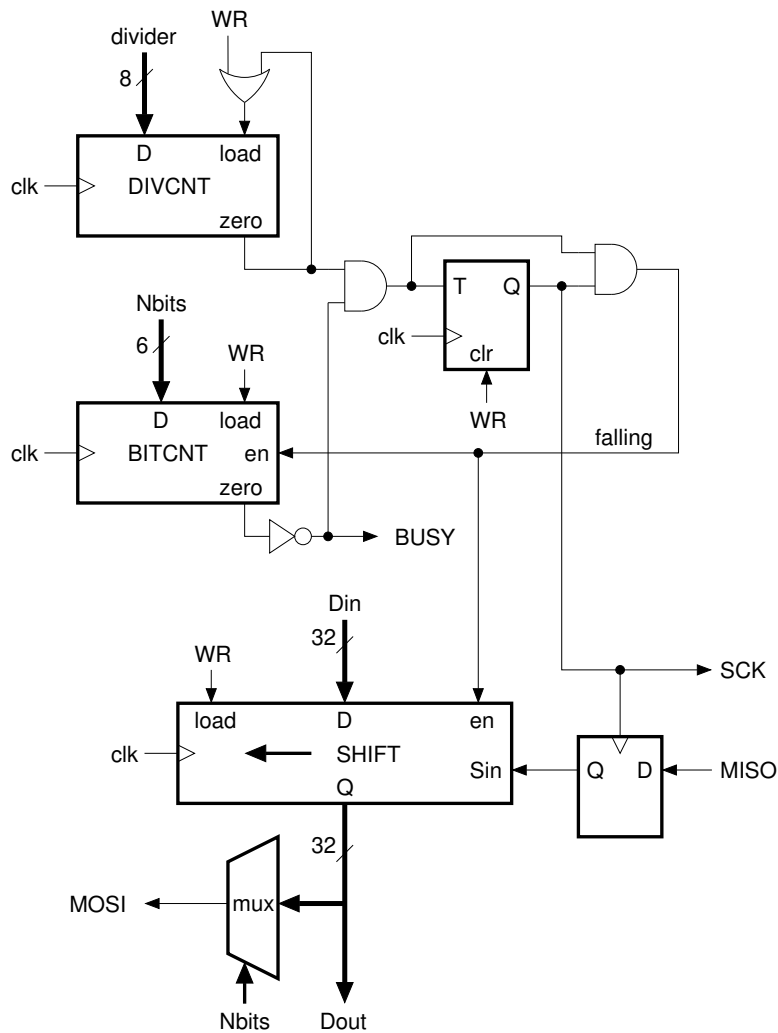 WR
divider
8
D
load
clk
DIVCNT
zero
Nbits
6
WR
T
Q
clk
clr
WR
D
load
clk
BITCNT
en
falling
zero
BUSY
Din
32
WR
SCK
load
D
en
clk
SHIFT
Sin
Q
D
MISO
Q
32
MOSI
mux
Nbits
Dout